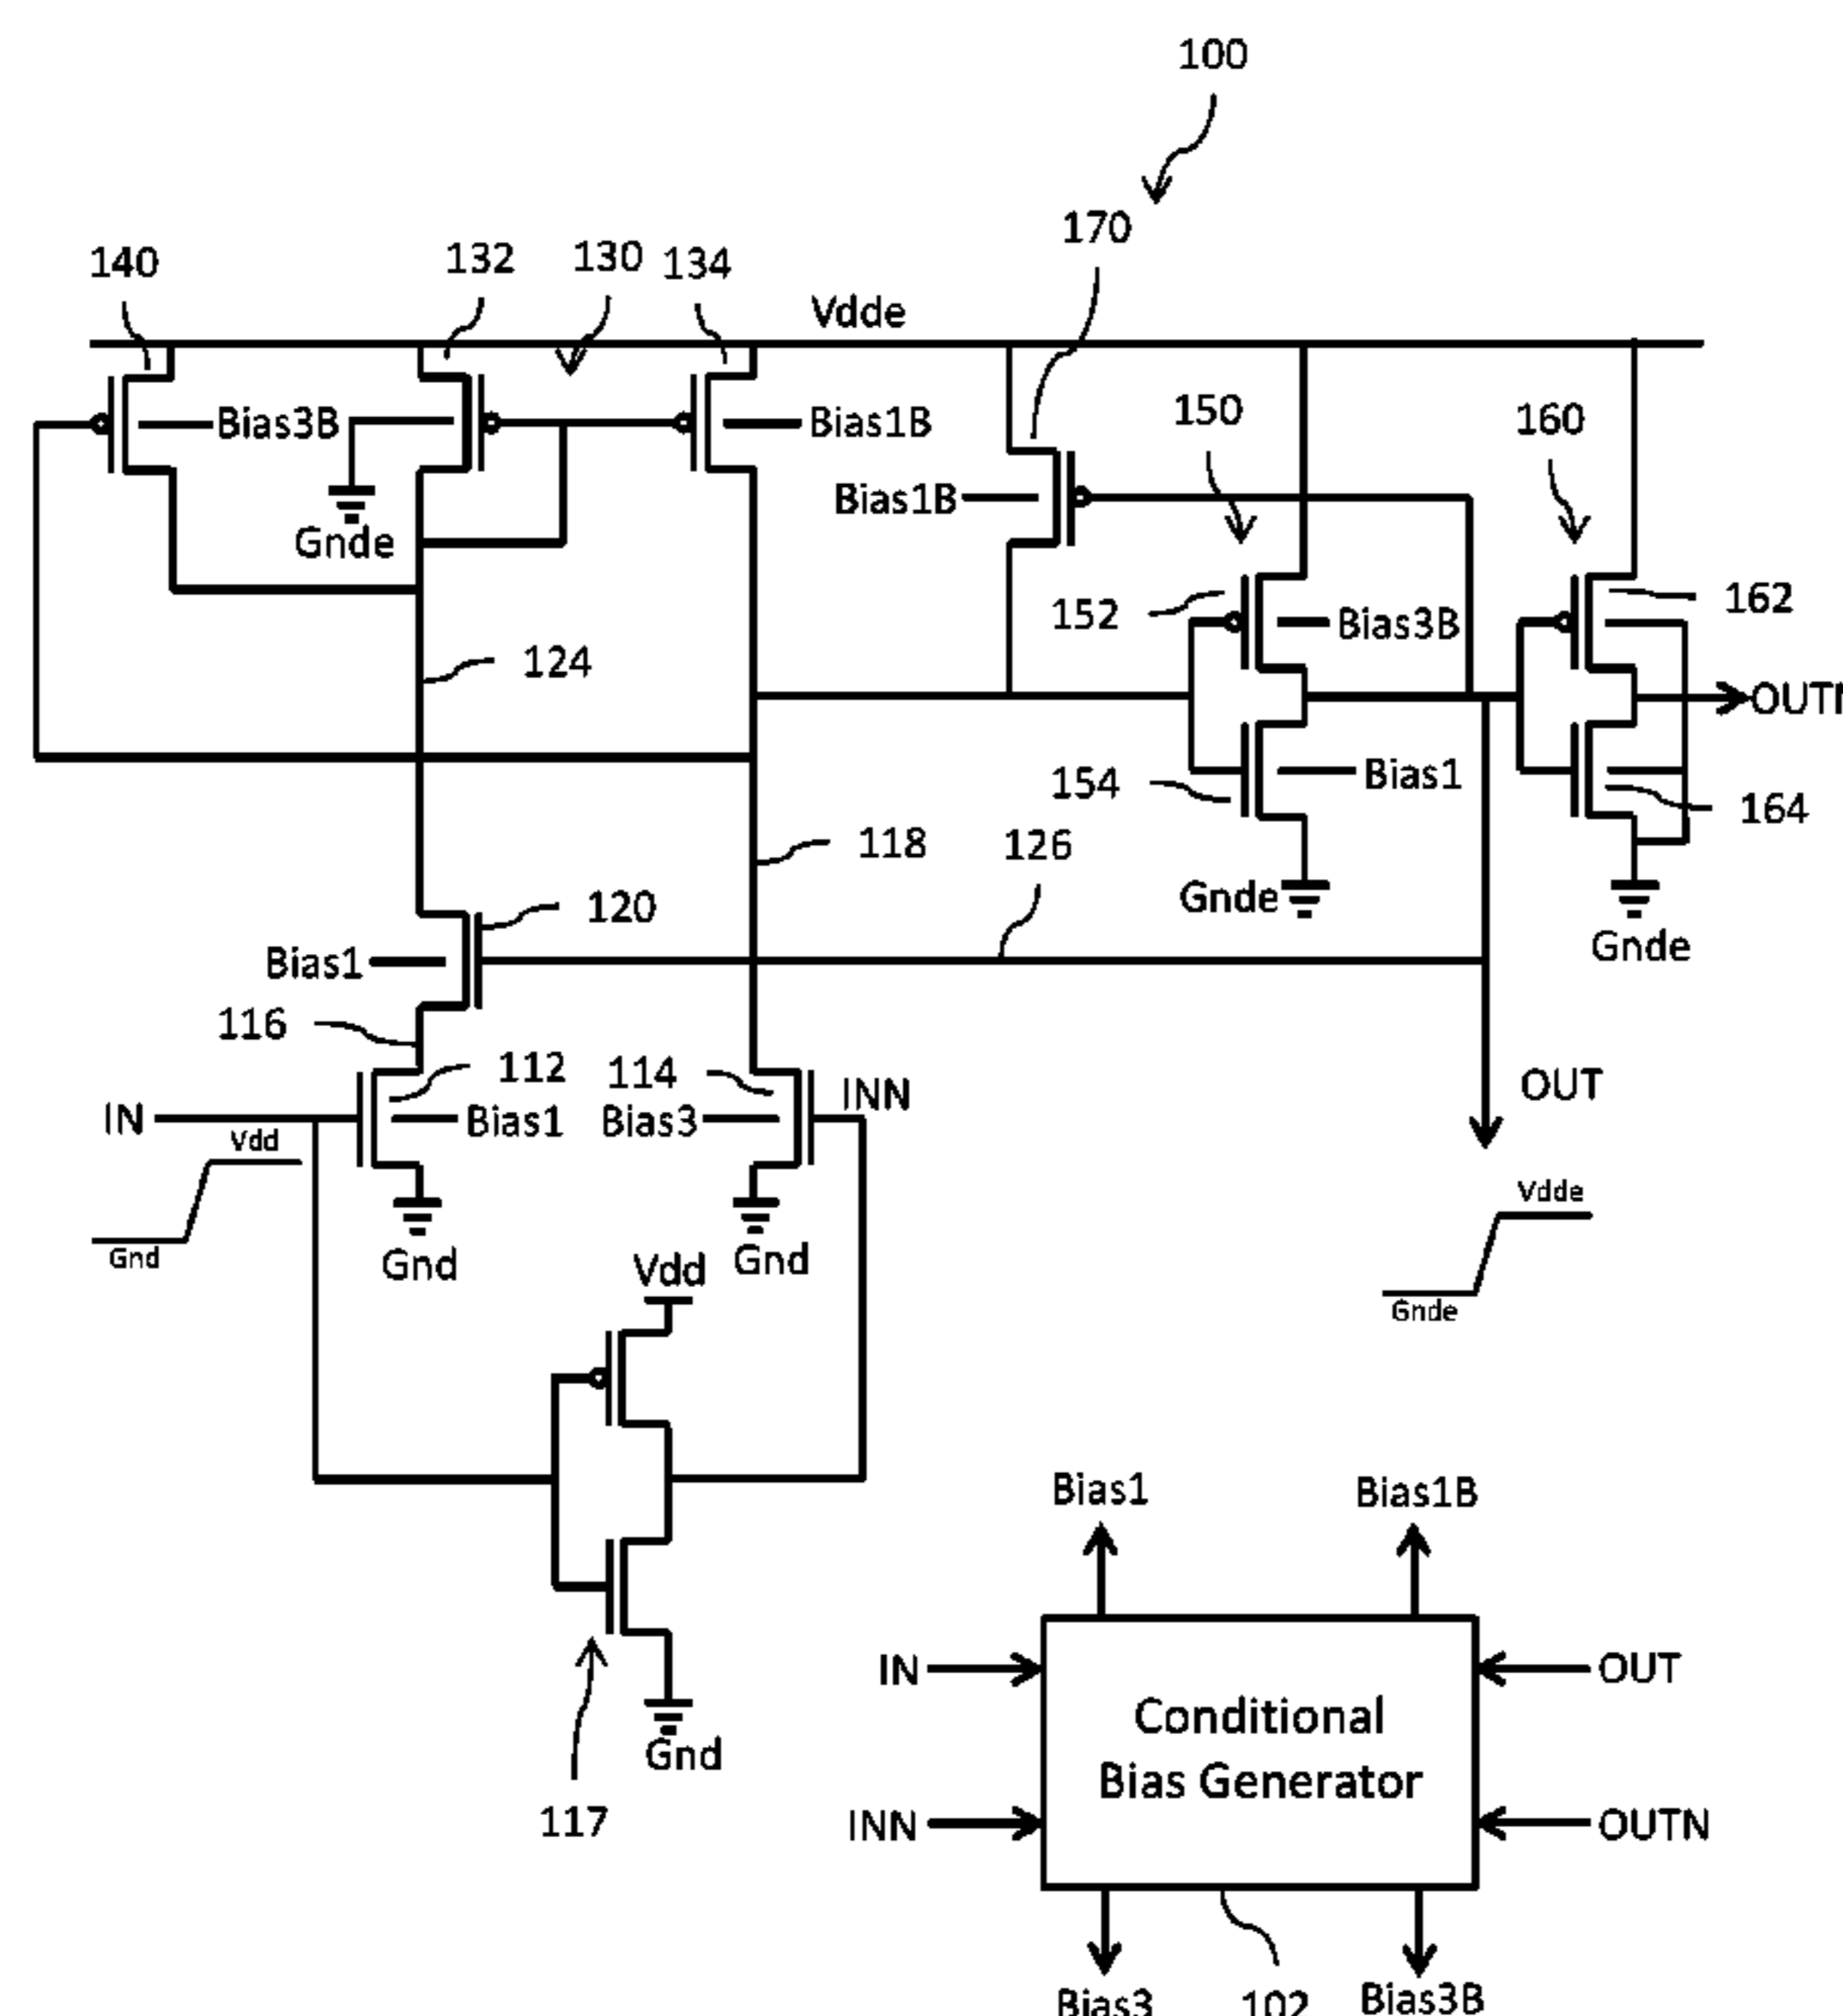 100
170
140
132
130
134
Vdde
Bias3B
Bias1B
150
160
Bias1B
Gnde
152
Bias3B
162
124
OUTN
154
Bias1
164
118
126
Gnde
Gnde
120
Bias1
116
112
114
INN
OUT
IN
Bias1
Bias3
Vdd
Vdde
Gnd
Gnd
Gnd
Vdd
Gnde
Bias1
Bias1B
IN
OUT
Conditional
Bias Generator
Gnd
117
INN
OUTN
Bias3
102
Bias3B